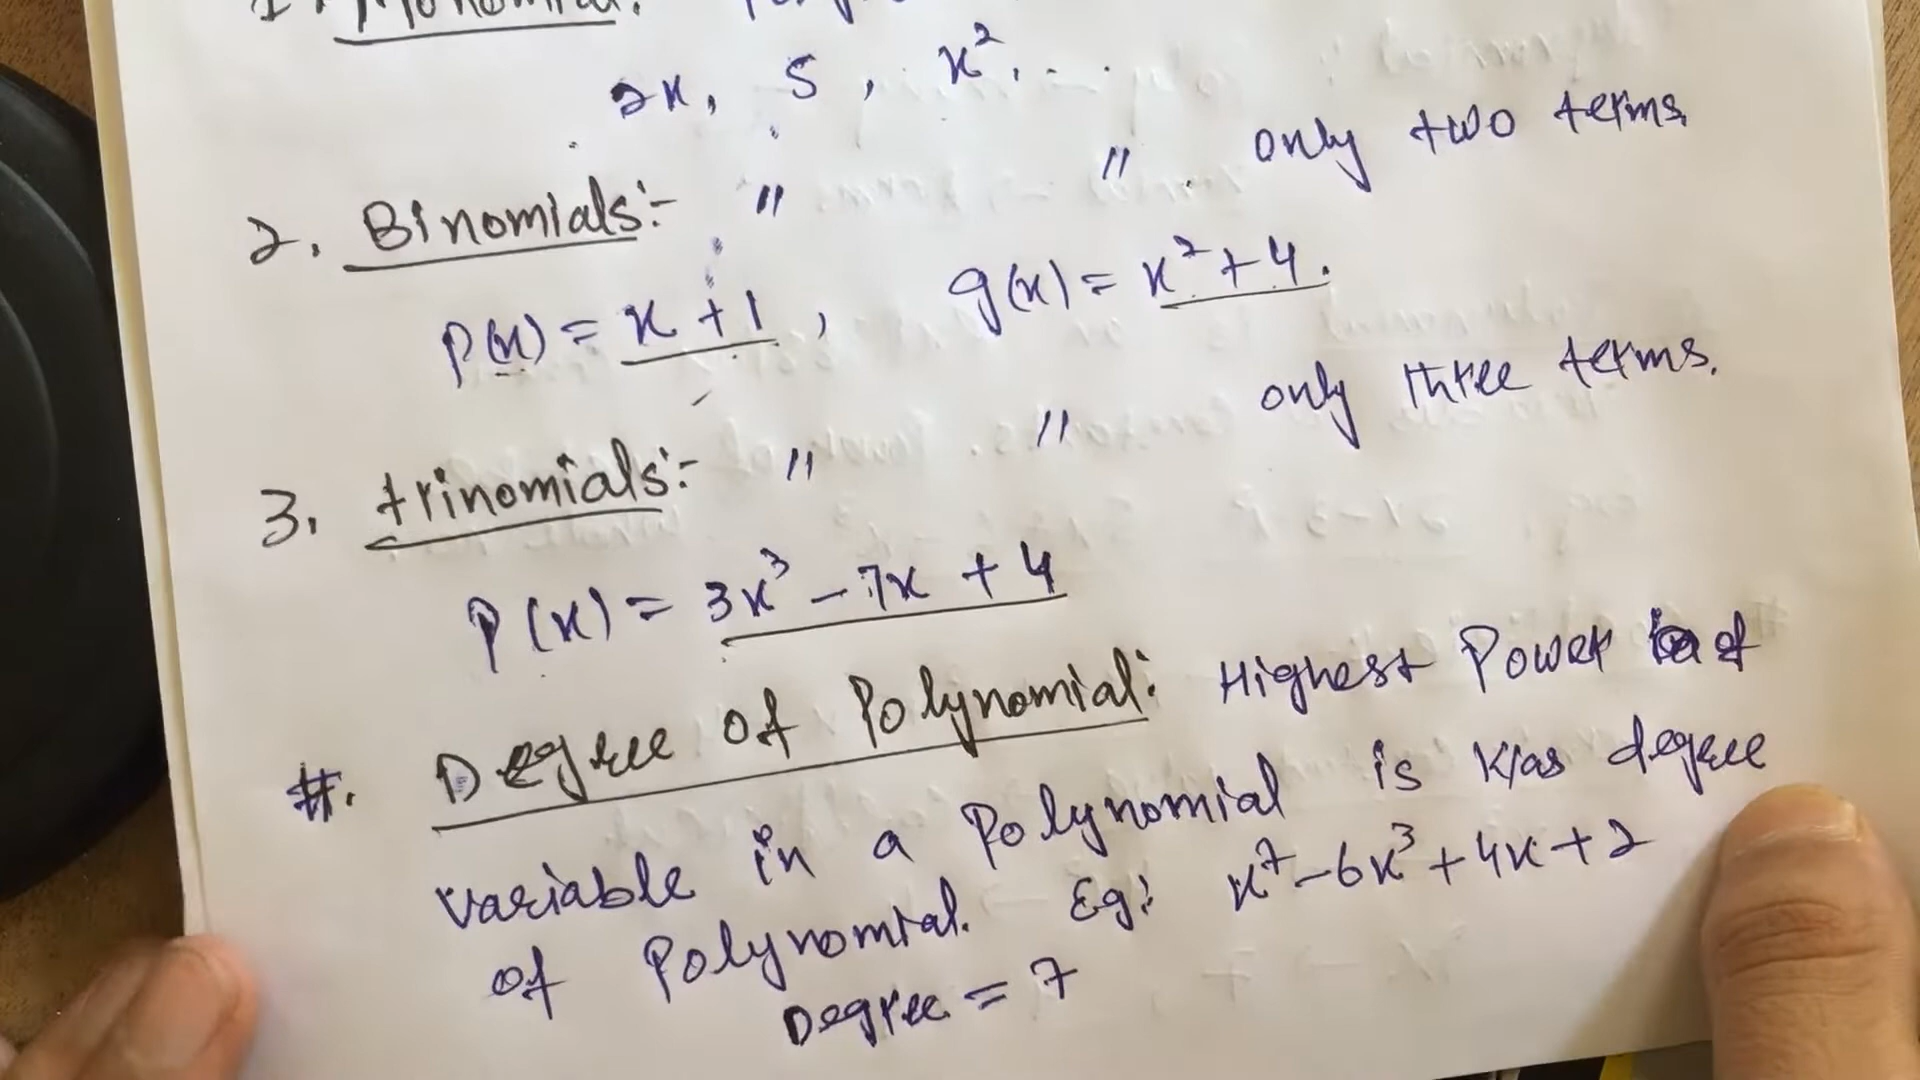 1. Monomial:
2x, 5, x², ...
2. Binomials:- " " only two terms.
P(x) = x + 1, g(x) = x² + 4.
3. trinomials:- " " only three terms.
P(x) = 3x³ - 7x + 4
#. Degree of Polynomial: Highest Power of
variable in a Polynomial is K/as degree
of Polynomial. Eg: x⁷ - 6x³ + 4x + 2
Degree = 7